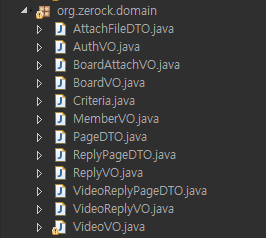 org.zerock.domain
AttachFileDTO.java
AuthVO.java
BoardAttachVO.java
BoardVO.java
Criteria.java
MemberVO.java
PageDTO.java
ReplyPageDTO.java
ReplyVO.java
VideoReplyPageDTO.java
VideoReplyVO.java
VideoVO.java